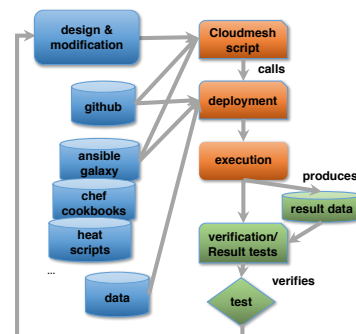 design &
modification
Cloudmesh
script
calls
github
deployment
ansible
galaxy
execution
chef
cookbooks
produces
result data
heat
scripts
verification/
Result tests
...
verifies
data
test